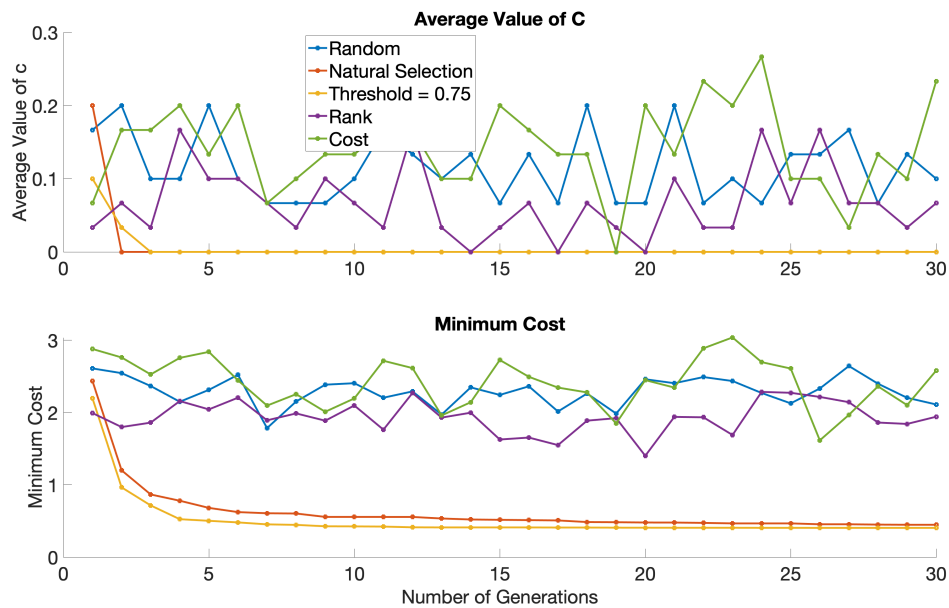 Average Value of C
Average Value of c
0.3
0.2
0.1
0
Random
Natural Selection
Threshold = 0.75
Rank
Cost
0 5 10 15 20 25 30
Minimum Cost
Minimum Cost
3
2
1
0
0 5 10 15 20 25 30
Number of Generations